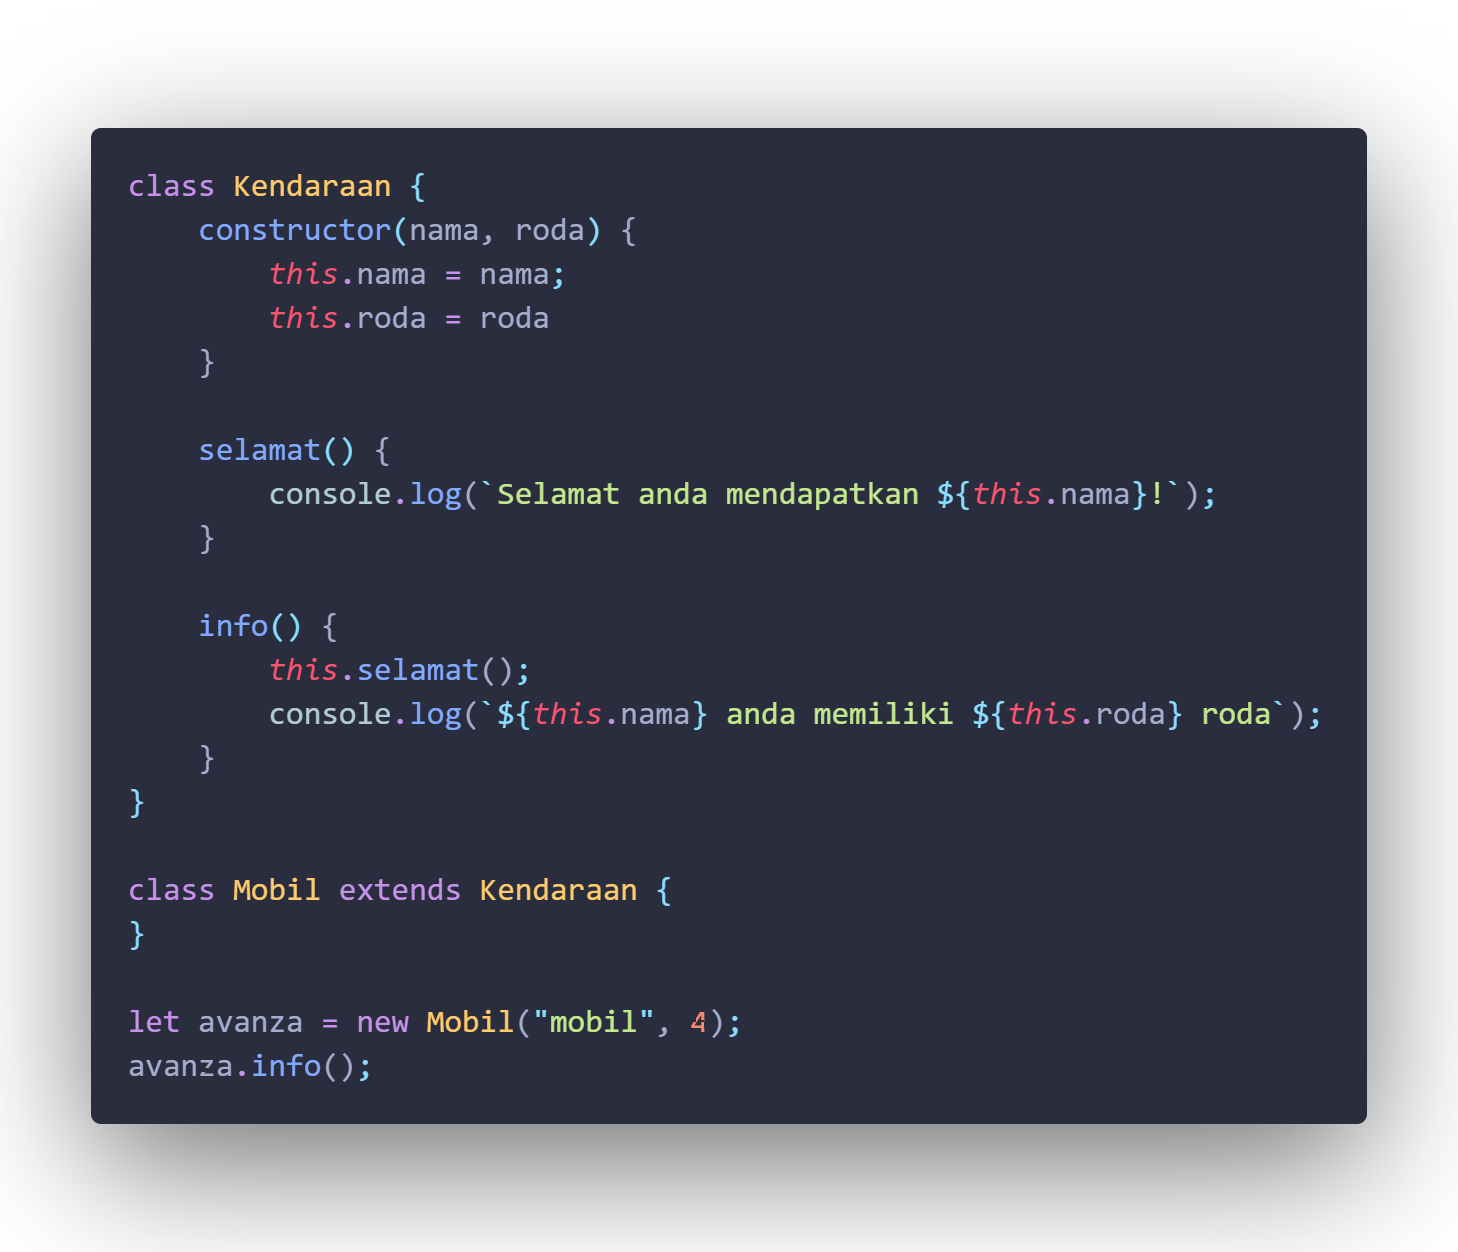 class Kendaraan {
    constructor(nama, roda) {
        this.nama = nama;
        this.roda = roda
    }

    selamat() {
        console.log(`Selamat anda mendapatkan ${this.nama}!`);
    }

    info() {
        this.selamat();
        console.log(`${this.nama} anda memiliki ${this.roda} roda`);
    }
}

class Mobil extends Kendaraan {
}

let avanza = new Mobil("mobil", 4);
avanza.info();